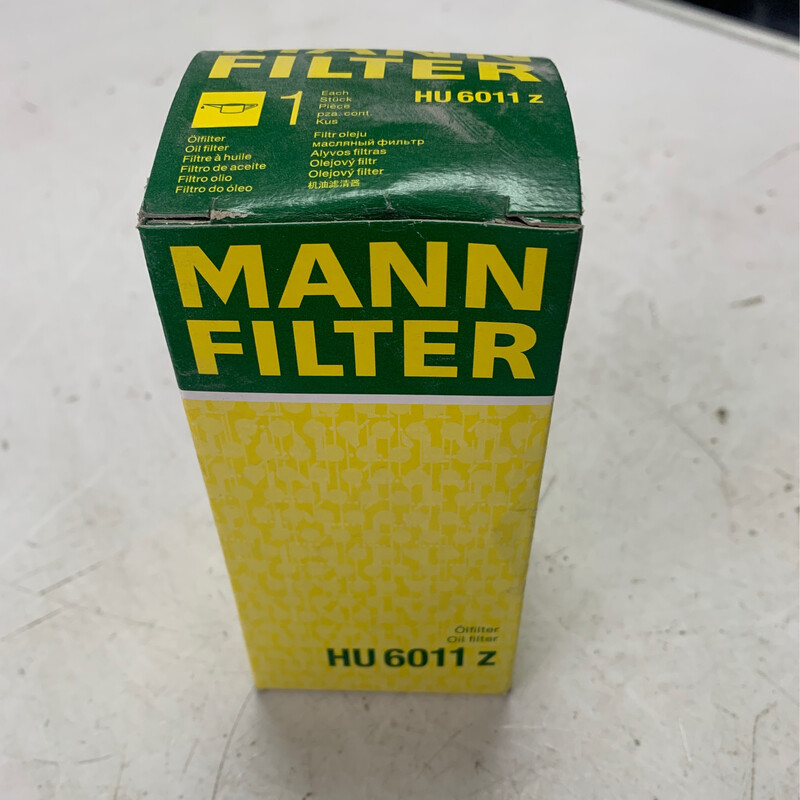 MANN
FILTER
HU 6011 z
1
Each
Stück
Pièce
pza. cont.
Kus
Ölfilter
Oil filter
Filtre à huile
Filtro de aceite
Filtro olio
Filtro do óleo
Filtr oleju
масляный фильтр
Alyvos filtras
Olejový filtr
Olejový filter
机油滤清器
MANN
FILTER
Ölfilter
Oil filter
HU 6011 z